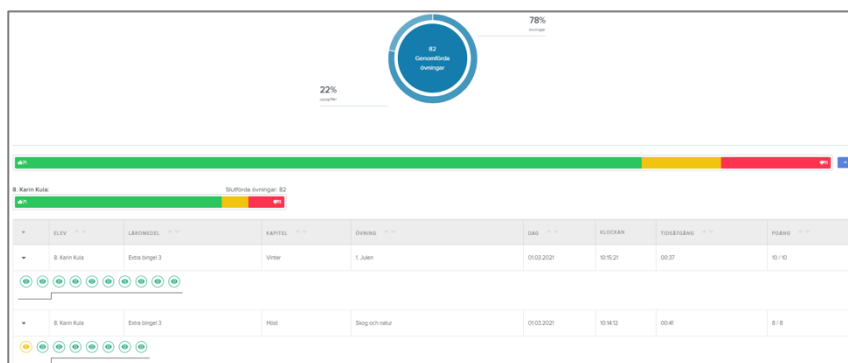 78%
övningar
82
Genomförda
övningar
22%
8. Karin Kula:
Slutförda övningar: 82
ELEV LÄROMEDEL KAPITEL ÖVNING DAG KLOCKAN TIDSÅTGÅNG POÄNG
8. Karin Kula Extra bingel 3 Vinter 1. Julen 01.03.2021 10:15:21 00:37 10 / 10
8. Karin Kula Extra bingel 3 Höst Skog och natur 01.03.2021 10:14:12 00:41 8 / 8